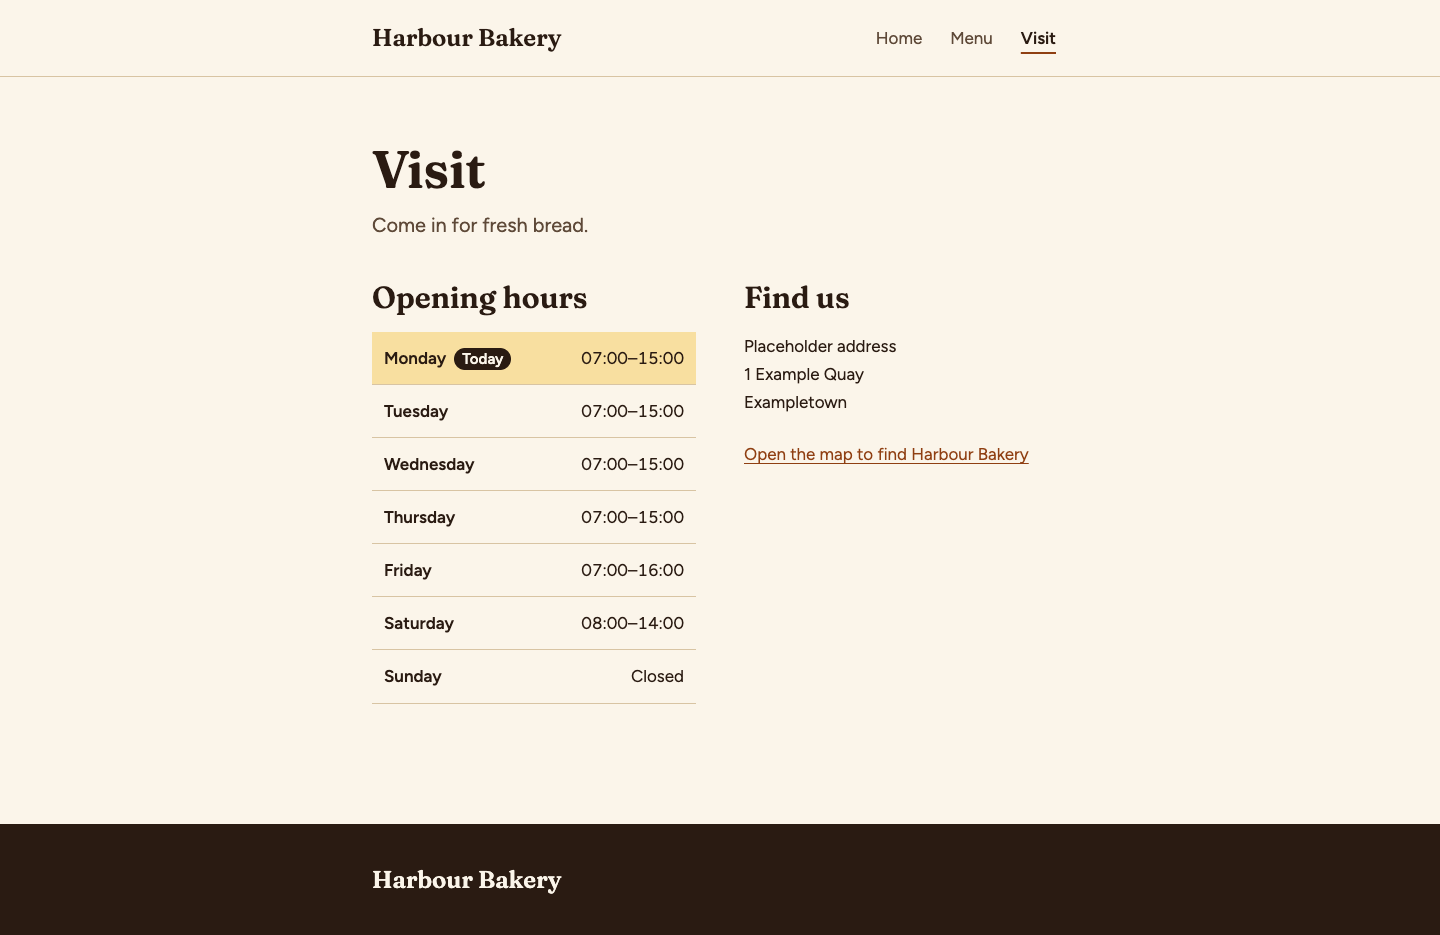 Harbour Bakery
Home Menu Visit
Visit
Come in for fresh bread.
Opening hours
Monday Today 07:00–15:00
Tuesday 07:00–15:00
Wednesday 07:00–15:00
Thursday 07:00–15:00
Friday 07:00–16:00
Saturday 08:00–14:00
Sunday Closed
Find us
Placeholder address
1 Example Quay
Exampletown
Open the map to find Harbour Bakery
Harbour Bakery